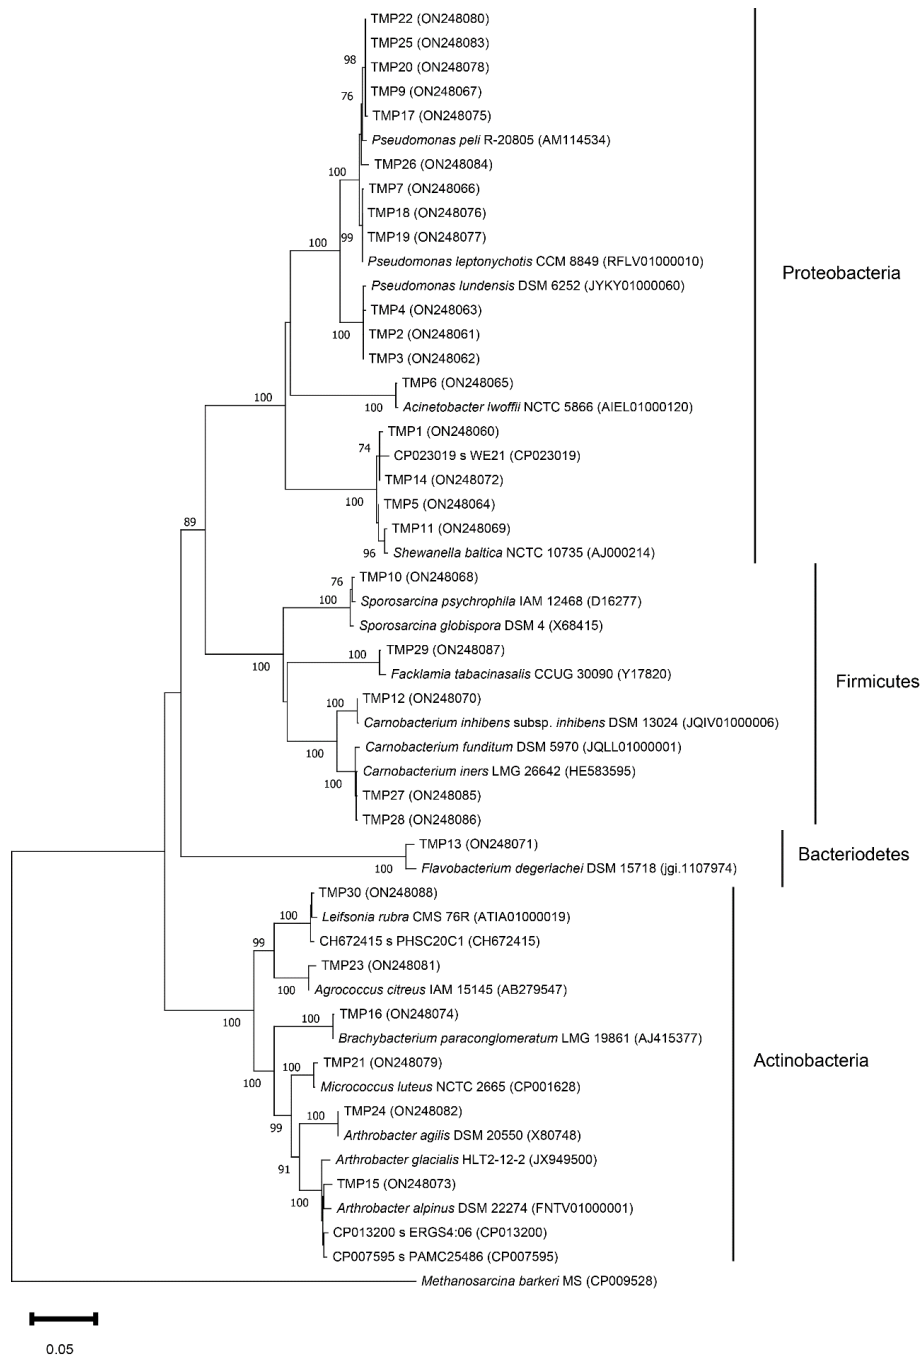 TMP22 (ON248080)
TMP25 (ON248083)
98
TMP20 (ON248078)
76
TMP9 (ON248067)
TMP17 (ON248075)
Pseudomonas peli R-20805 (AM114534)
TMP26 (ON248084)
100
TMP7 (ON248066)
TMP18 (ON248076)
99
TMP19 (ON248077)
100
Pseudomonas leptonychotis CCM 8849 (RFLV01000010)
Proteobacteria
Pseudomonas lundensis DSM 6252 (JYKY01000060)
TMP4 (ON248063)
100
TMP2 (ON248061)
TMP3 (ON248062)
TMP6 (ON248065)
100
100
Acinetobacter lwoffii NCTC 5866 (AIEL01000120)
TMP1 (ON248060)
74
CP023019 s WE21 (CP023019)
TMP14 (ON248072)
100
TMP5 (ON248064)
89
TMP11 (ON248069)
96
Shewanella baltica NCTC 10735 (AJ000214)
TMP10 (ON248068)
76
100
Sporosarcina psychrophila IAM 12468 (D16277)
Sporosarcina globispora DSM 4 (X68415)
TMP29 (ON248087)
100
100
Facklamia tabacinasalis CCUG 30090 (Y17820)
Firmicutes
TMP12 (ON248070)
100
Carnobacterium inhibens subsp. inhibens DSM 13024 (JQIV01000006)
Carnobacterium funditum DSM 5970 (JQLL01000001)
100
Carnobacterium iners LMG 26642 (HE583595)
100
TMP27 (ON248085)
TMP28 (ON248086)
TMP13 (ON248071)
Bacteriodetes
100
Flavobacterium degerlachei DSM 15718 (jgi.1107974)
TMP30 (ON248088)
100
Leifsonia rubra CMS 76R (ATIA01000019)
99
CH672415 s PHSC20C1 (CH672415)
TMP23 (ON248081)
100
Agrococcus citreus IAM 15145 (AB279547)
TMP16 (ON248074)
100
100
Brachybacterium paraconglomeratum LMG 19861 (AJ415377)
TMP21 (ON248079)
Actinobacteria
100
100
Micrococcus luteus NCTC 2665 (CP001628)
TMP24 (ON248082)
100
99
Arthrobacter agilis DSM 20550 (X80748)
Arthrobacter glacialis HLT2-12-2 (JX949500)
91
TMP15 (ON248073)
100
Arthrobacter alpinus DSM 22274 (FNTV01000001)
CP013200 s ERGS4:06 (CP013200)
CP007595 s PAMC25486 (CP007595)
Methanosarcina barkeri MS (CP009528)
0.05